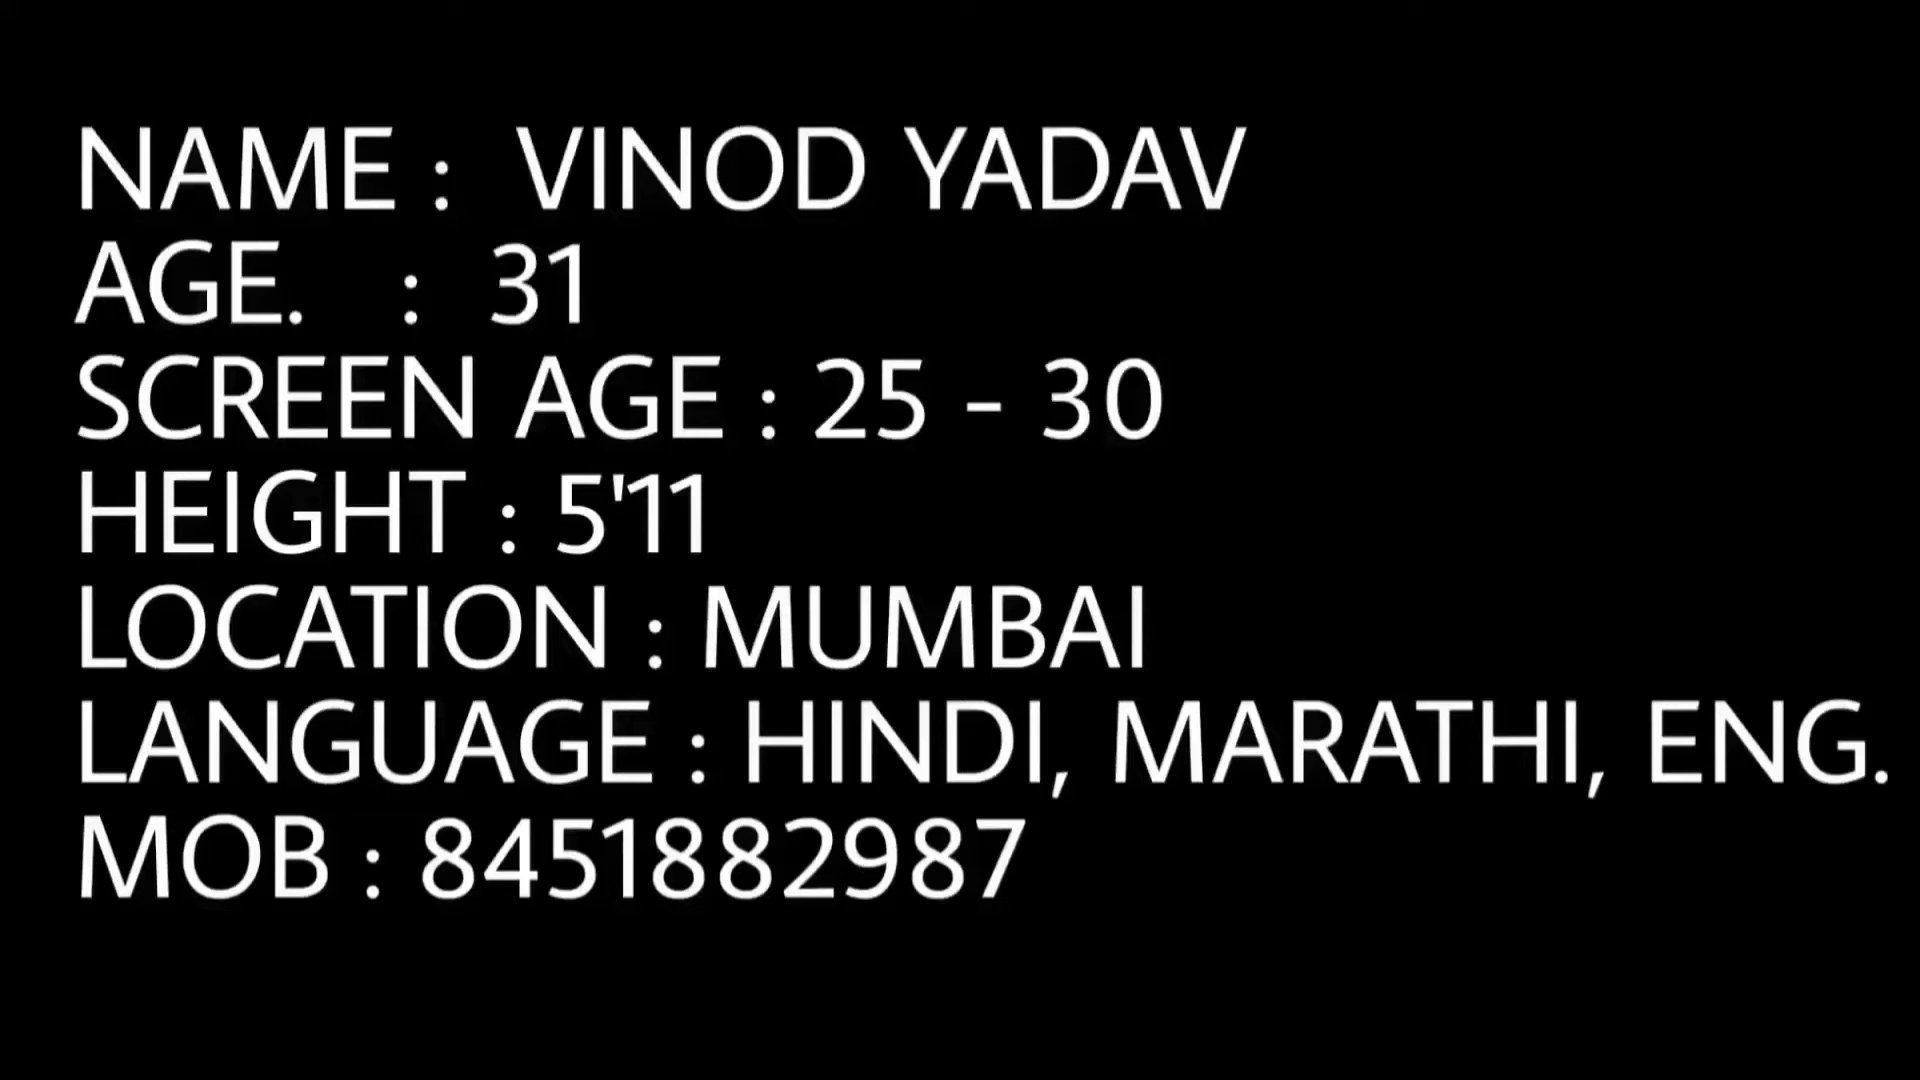 NAME : VINOD YADAV
AGE. : 31
SCREEN AGE : 25 - 30
HEIGHT : 5'11
LOCATION : MUMBAI
LANGUAGE : HINDI, MARATHI, ENG.
MOB : 8451882987